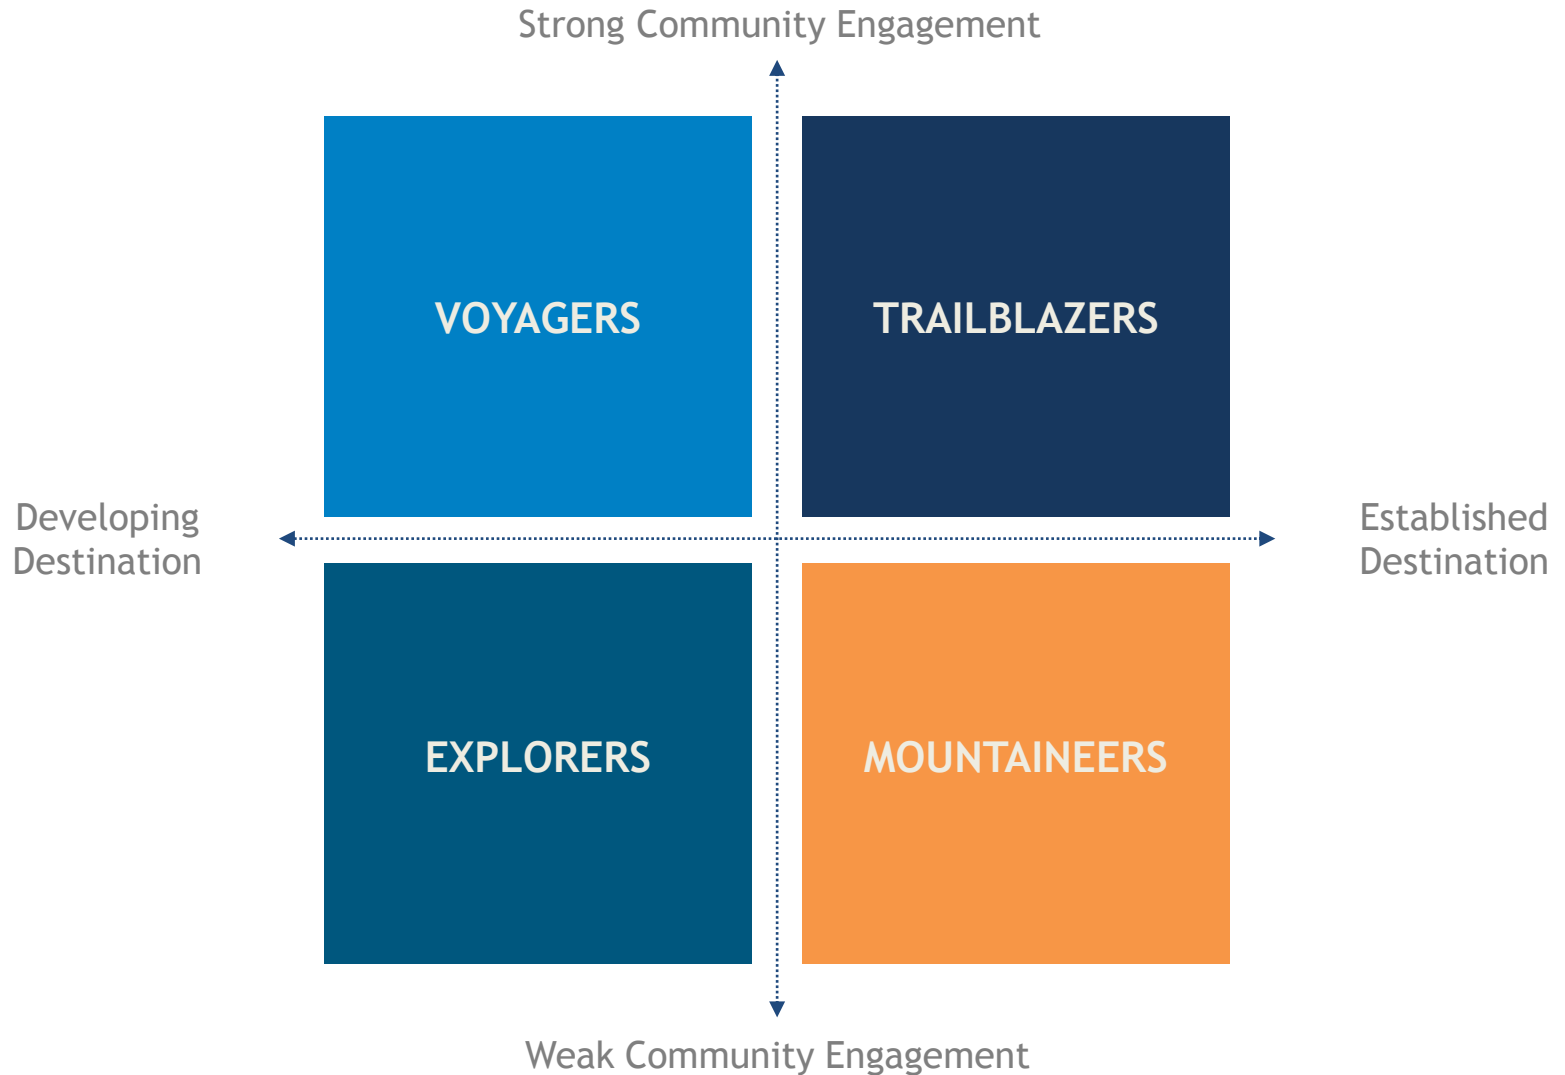 Strong Community Engagement
VOYAGERS
TRAILBLAZERS
Developing
Destination
Established
Destination
EXPLORERS
MOUNTAINEERS
Weak Community Engagement